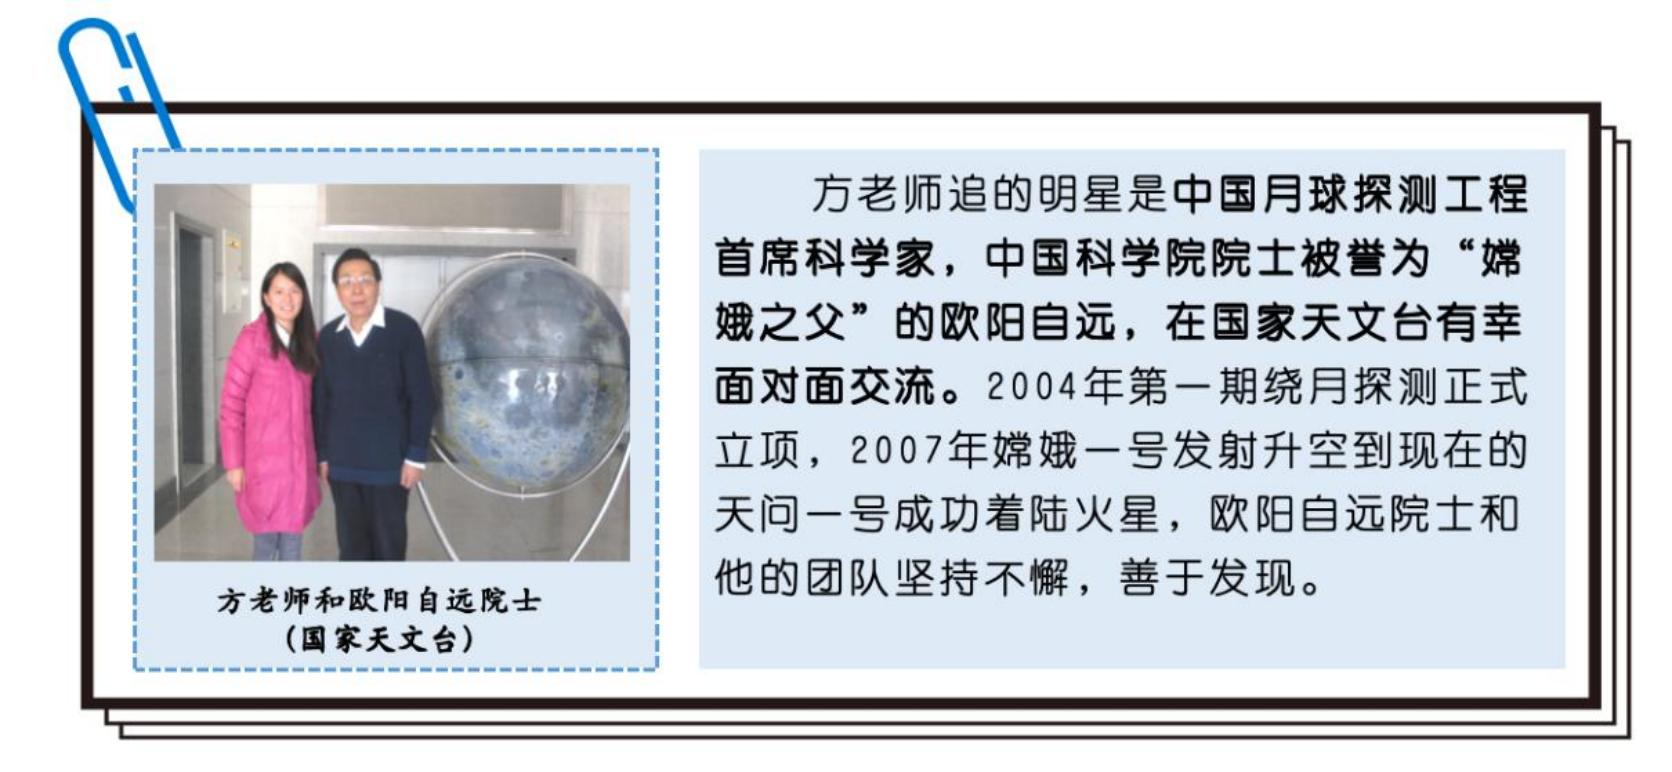 方老师追的明星是中国月球探测工程
首席科学家，中国科学院院士被誉为“嫦
娥之父”的欧阳自远，在国家天文台有幸
面对面交流。2004年第一期绕月探测正式
立项，2007年嫦娥一号发射升空到现在的
天问一号成功着陆火星，欧阳自远院士和
他的团队坚持不懈，善于发现。
方老师和欧阳自远院士
（国家天文台）